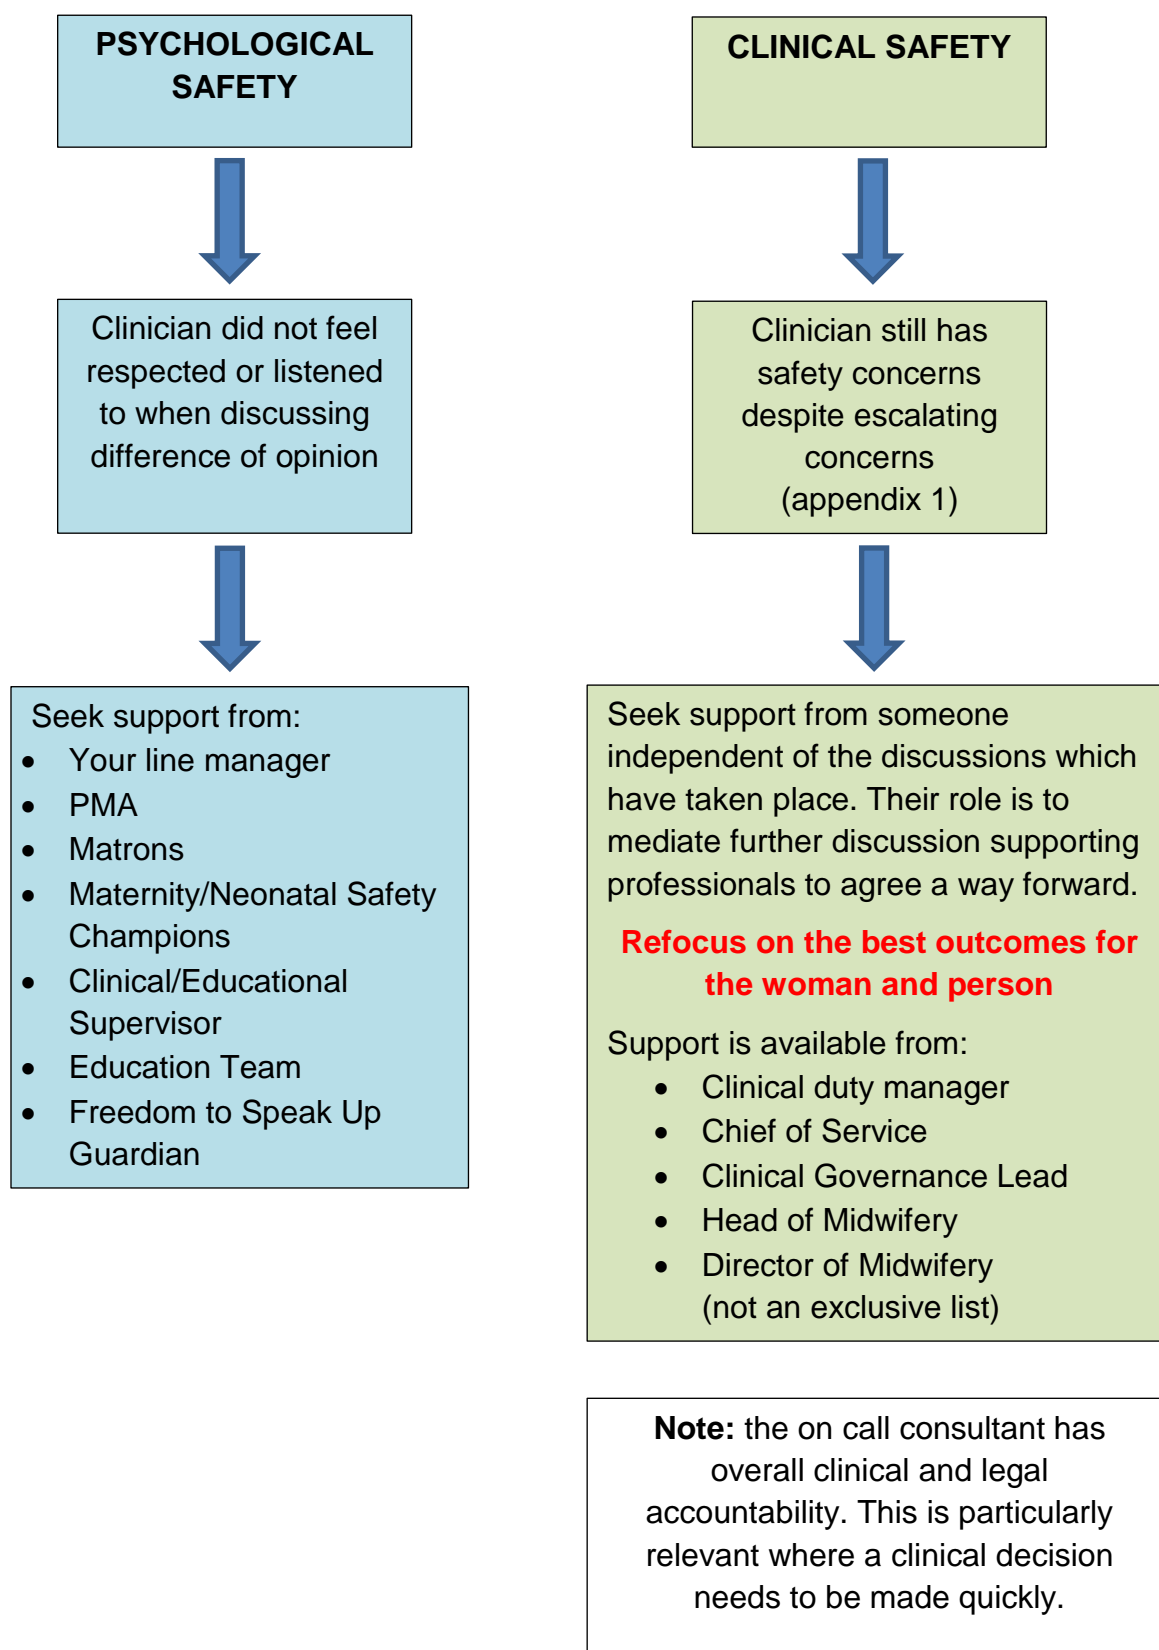 PSYCHOLOGICAL
SAFETY
Clinician did not feel
respected or listened
to when discussing
difference of opinion
Seek support from:
• Your line manager
• PMA
• Matrons
• Maternity/Neonatal Safety
Champions
• Clinical/Educational
Supervisor
• Education Team
• Freedom to Speak Up
Guardian
CLINICAL SAFETY
Clinician still has
safety concerns
despite escalating
concerns
(appendix 1)
Seek support from someone
independent of the discussions which
have taken place. Their role is to
mediate further discussion supporting
professionals to agree a way forward.
Refocus on the best outcomes for
the woman and person
Support is available from:
• Clinical duty manager
• Chief of Service
• Clinical Governance Lead
• Head of Midwifery
• Director of Midwifery
(not an exclusive list)
Note: the on call consultant has
overall clinical and legal
accountability. This is particularly
relevant where a clinical decision
needs to be made quickly.